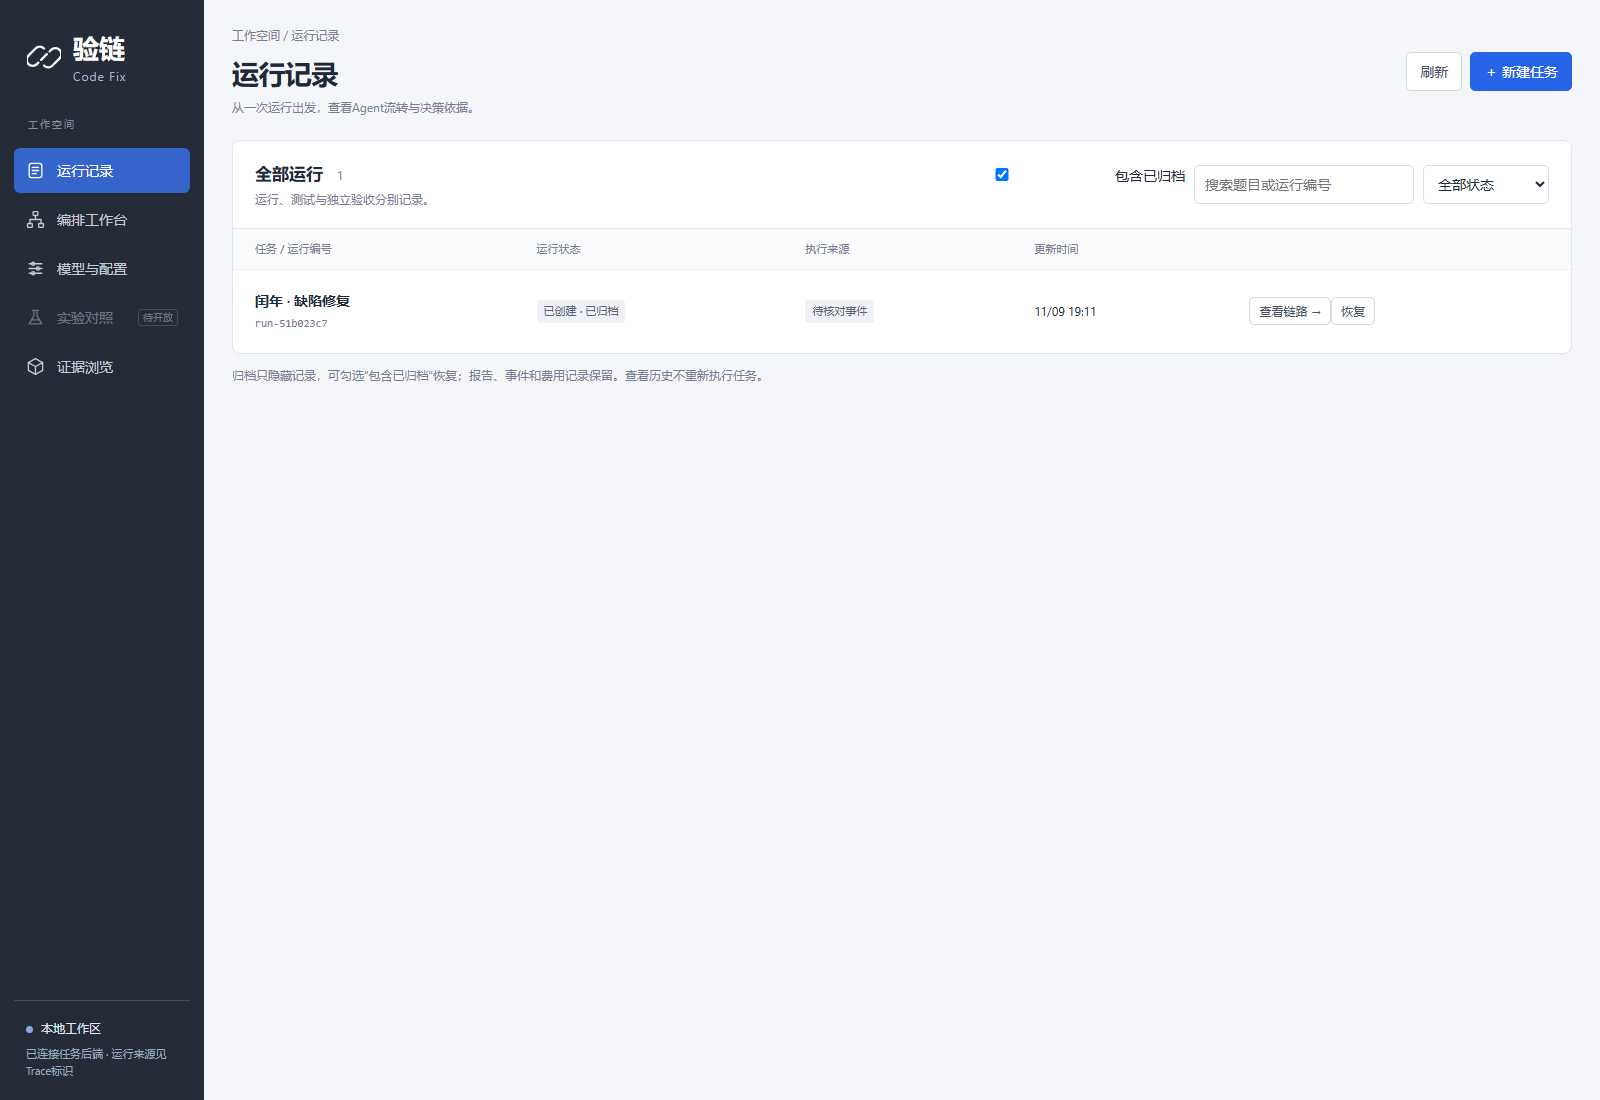 验链
Code Fix
工作空间
运行记录
编排工作台
模型与配置
实验对照 待开放
证据浏览
本地工作区
已连接任务后端 · 运行来源见
Trace标识
工作空间 / 运行记录
运行记录
从一次运行出发，查看Agent流转与决策依据。
刷新
+ 新建任务
全部运行 1
运行、测试与独立验收分别记录。
包含已归档
搜索题目或运行编号
全部状态
任务 / 运行编号 运行状态 执行来源 更新时间
闰年 · 缺陷修复
run-51b023c7
已创建 · 已归档
待核对事件
11/09 19:11
查看链路 →
恢复
归档只隐藏记录，可勾选“包含已归档”恢复；报告、事件和费用记录保留。查看历史不重新执行任务。